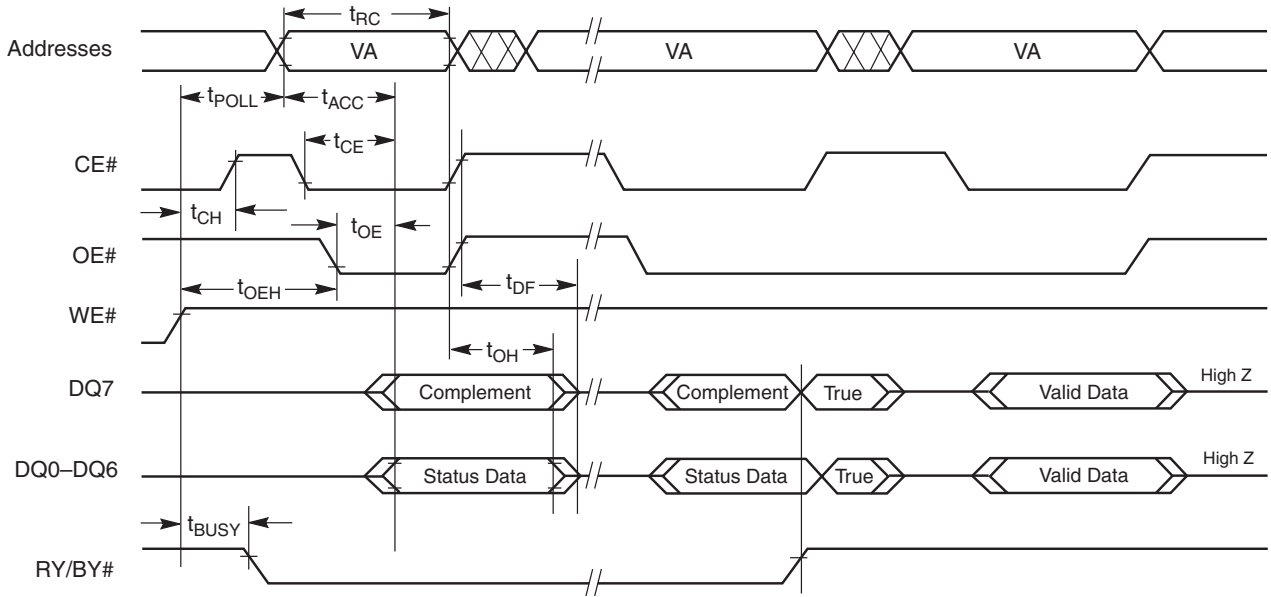 tRC
Addresses VA VA VA
tPOLL tACC
tCE
CE#
tCH tOE
OE#
tOEH tDF
WE#
tOH
DQ7 Complement Complement True Valid Data High Z
DQ0–DQ6 Status Data Status Data True Valid Data High Z
tBUSY
RY/BY#